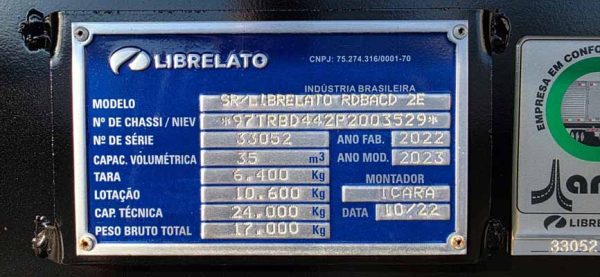 LIBRELATO
CNPJ: 75.274.316/0001-70
INDÚSTRIA BRASILEIRA
MODELO SR/LIBRELATO RDBACD 2E
Nº DE CHASSI / NIEV *97TRBD442P2003529*
Nº DE SÉRIE 33052 ANO FAB. 2022
CAPAC. VOLUMÉTRICA 35 m3 ANO MOD. 2023
TARA 6.400 Kg MONTADOR
LOTAÇÃO 10.600 Kg ICARA
CAP. TÉCNICA 24.000 Kg DATA 10/22
PESO BRUTO TOTAL 17.000 Kg
EMPRESA EM CONFO
LIBRELA
33052